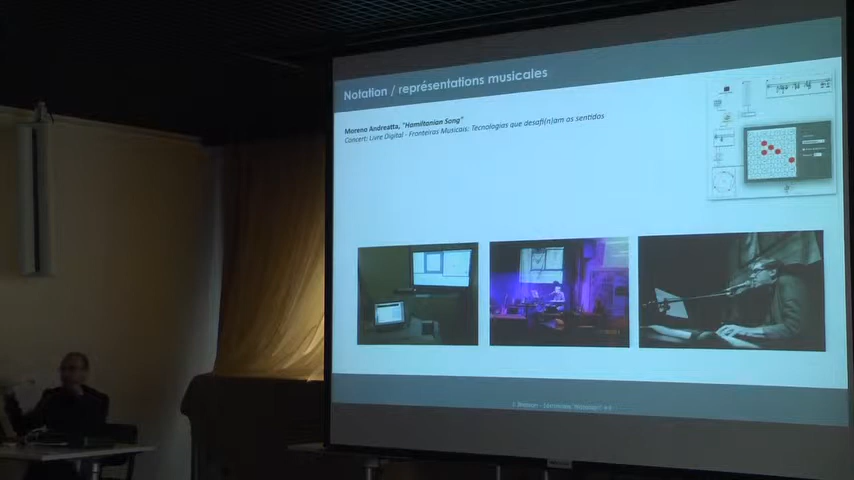 Notation / représentations musicales
Moreno Andreatta, "Hamiltonian Song"
Concert: Livre Digital - Fronteiras Musicais: Tecnologias que desafi(n)am os sentidos